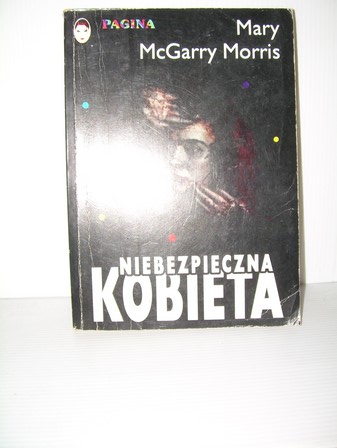 PAGINA
Mary
McGarry Morris
NIEBEZPIECZNA
KOBIETA